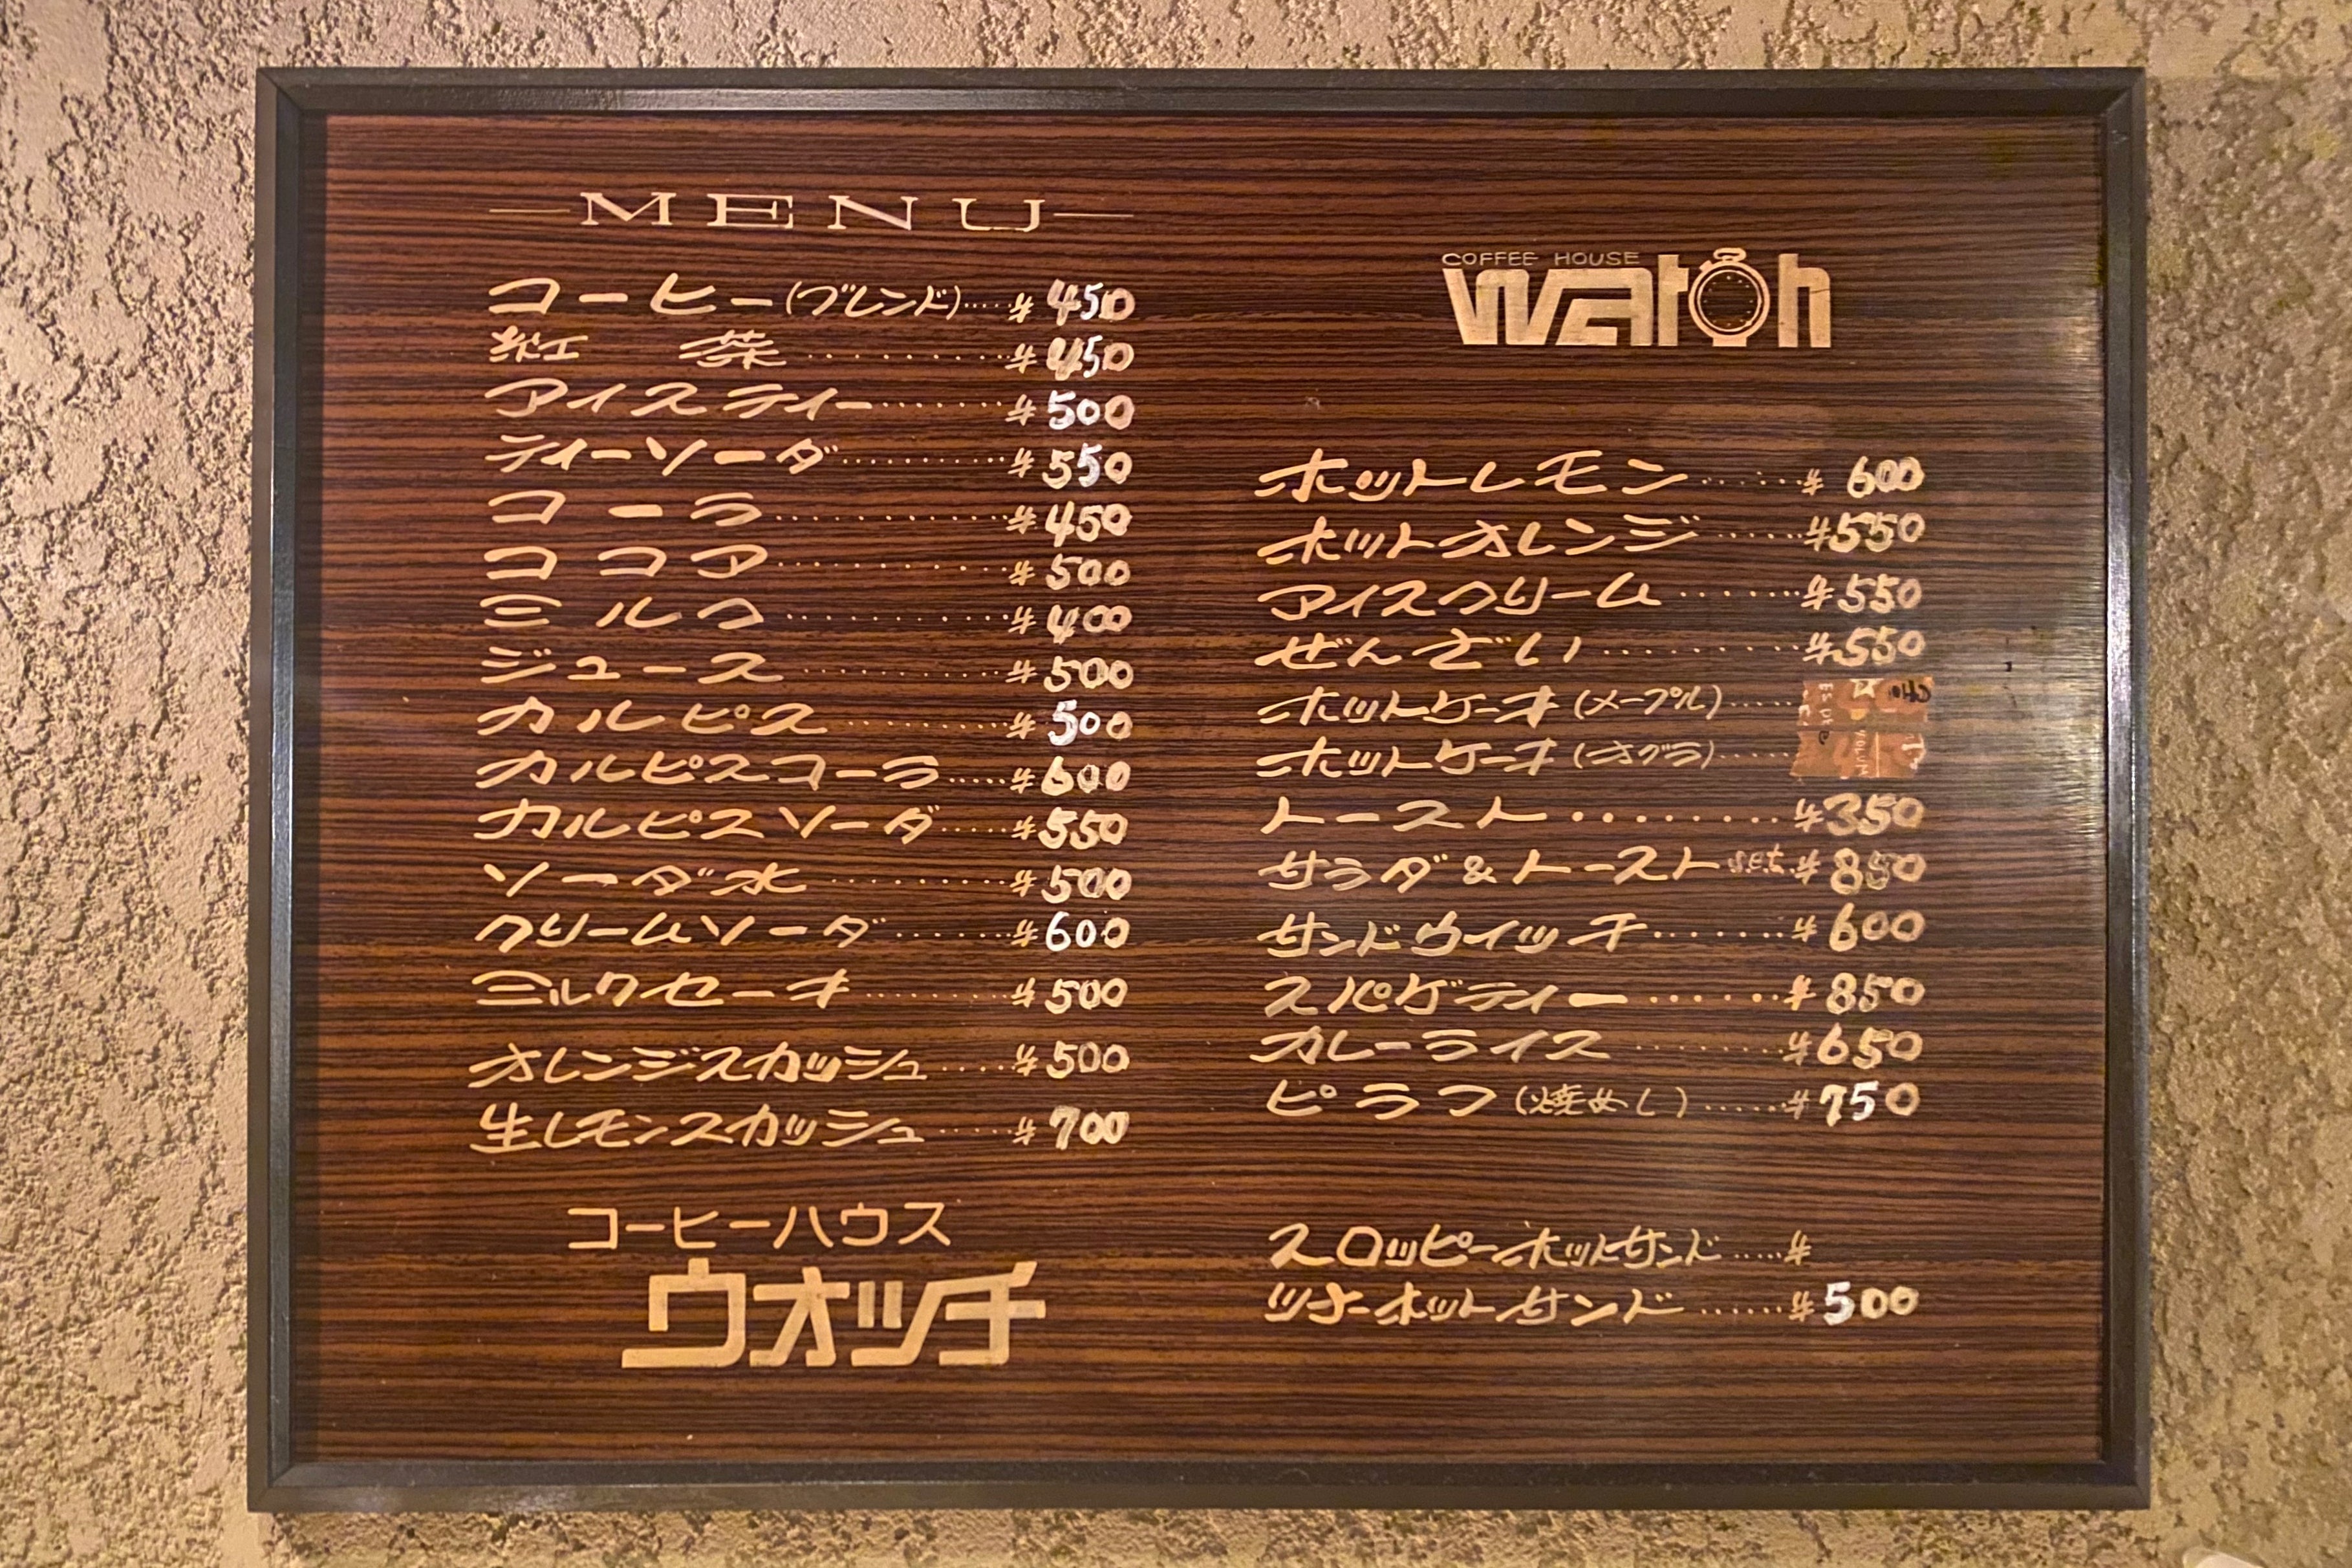 MENU
コーヒー(ブレンド)……¥450
紅茶……¥450
アイスティー……¥500
ティーソーダ……¥550
コーラ……¥450
ココア……¥500
ミルク……¥400
ジュース……¥500
カルピス……¥500
カルピスコーラ……¥600
カルピスソーダ……¥550
ソーダ水……¥500
クリームソーダ……¥600
ミルクセーキ……¥500
オレンジスカッシュ……¥500
生レモンスカッシュ……¥700
コーヒーハウス
ウオッチ
COFFEE HOUSE
watch
ホットレモン……¥600
ホットオレンジ……¥550
アイスクリーム……¥550
ぜんざい……¥550
ホットケーキ(メープル)……
ホットケーキ(オグラ)……
トースト……¥350
サラダ&トーストset…¥850
サンドウイッチ……¥600
スパゲティー……¥850
カレーライス……¥650
ピラフ(焼めし)……¥750
スロッピーホットサンド……¥
ツナーホットサンド……¥500